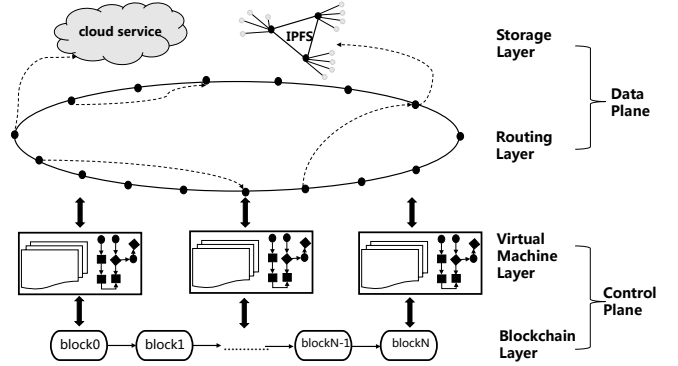 cloud service
IPFS
Storage
Layer
Data
Plane
Routing
Layer
Virtual
Machine
Layer
Control
Plane
Blockchain
Layer
block0
block1
............
blockN-1
blockN